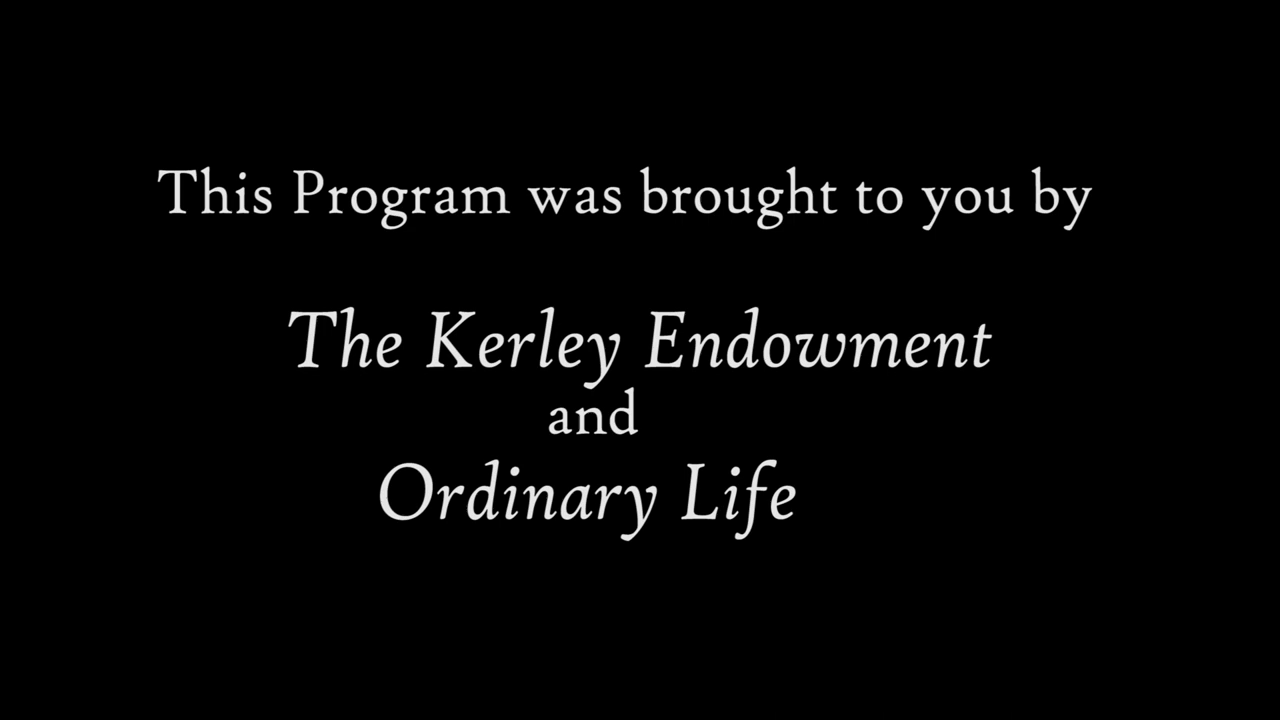 This Program was brought to you by
The Kerley Endowment
and
Ordinary Life